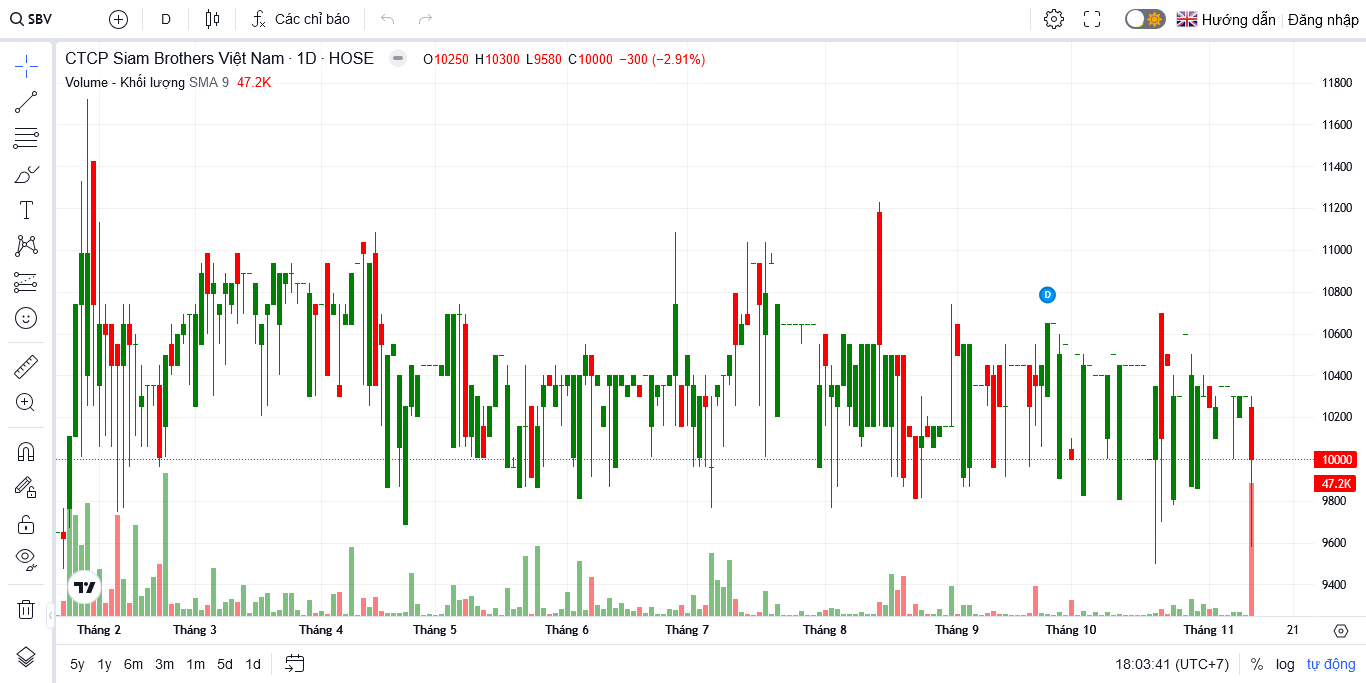 SBV D Các chỉ báo Hướng dẫn Đăng nhập
CTCP Siam Brothers Việt Nam · 1D · HOSE O10250 H10300 L9580 C10000 −300 (−2.91%)
Volume - Khối lượng SMA 9 47.2K
11800
11600
11400
11200
11000
10800
D
10600
10400
10200
10000
47.2K
9800
9600
9400
Tháng 2 Tháng 3 Tháng 4 Tháng 5 Tháng 6 Tháng 7 Tháng 8 Tháng 9 Tháng 10 Tháng 11 21
5y 1y 6m 3m 1m 5d 1d 18:03:41 (UTC+7) % log tự động